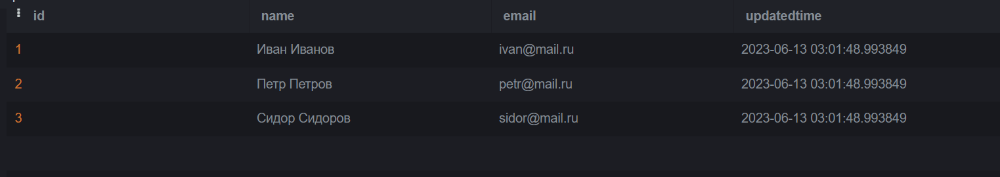 id name email updatedtime
1 Иван Иванов ivan@mail.ru 2023-06-13 03:01:48.993849
2 Петр Петров petr@mail.ru 2023-06-13 03:01:48.993849
3 Сидор Сидоров sidor@mail.ru 2023-06-13 03:01:48.993849